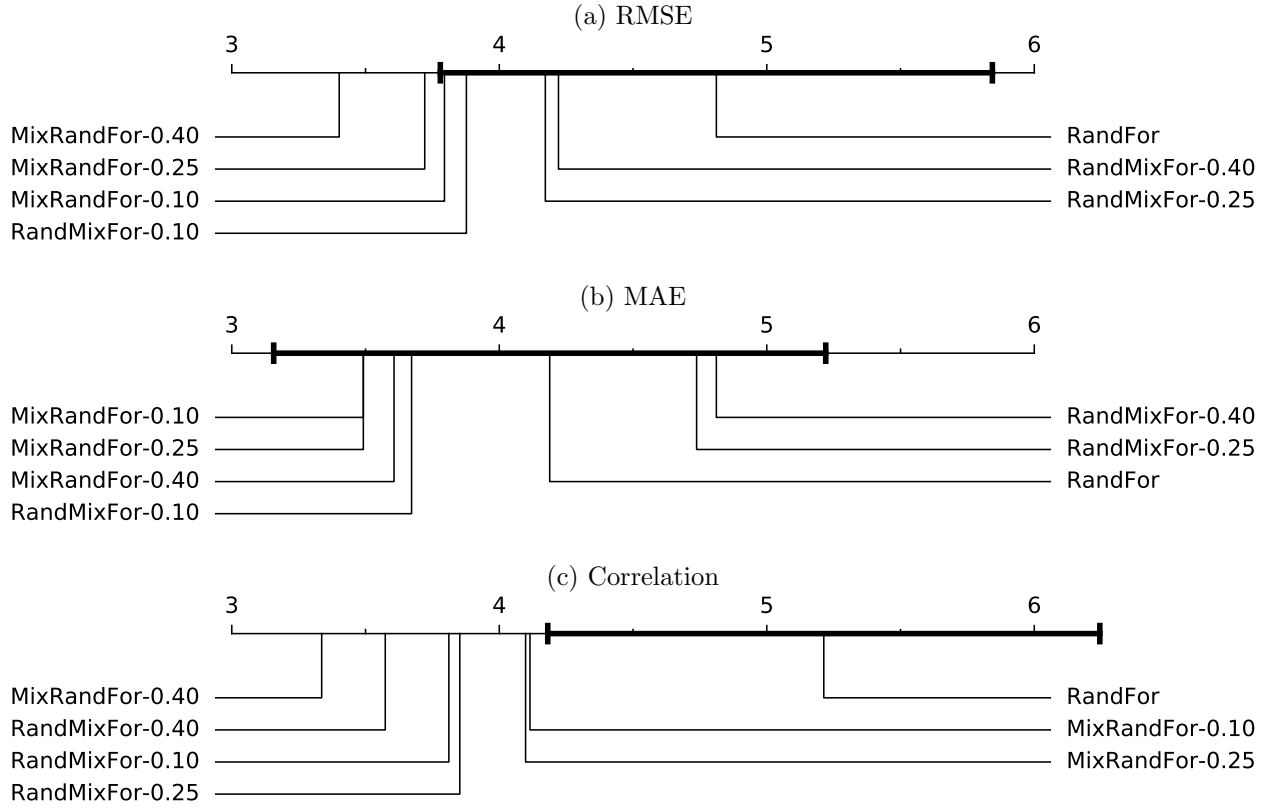 (a) RMSE
3 4 5 6
MixRandFor-0.40 RandFor
MixRandFor-0.25 RandMixFor-0.40
MixRandFor-0.10 RandMixFor-0.25
RandMixFor-0.10
(b) MAE
3 4 5 6
MixRandFor-0.10 RandMixFor-0.40
MixRandFor-0.25 RandMixFor-0.25
MixRandFor-0.40 RandFor
RandMixFor-0.10
(c) Correlation
3 4 5 6
MixRandFor-0.40 RandFor
RandMixFor-0.40 MixRandFor-0.10
RandMixFor-0.10 MixRandFor-0.25
RandMixFor-0.25